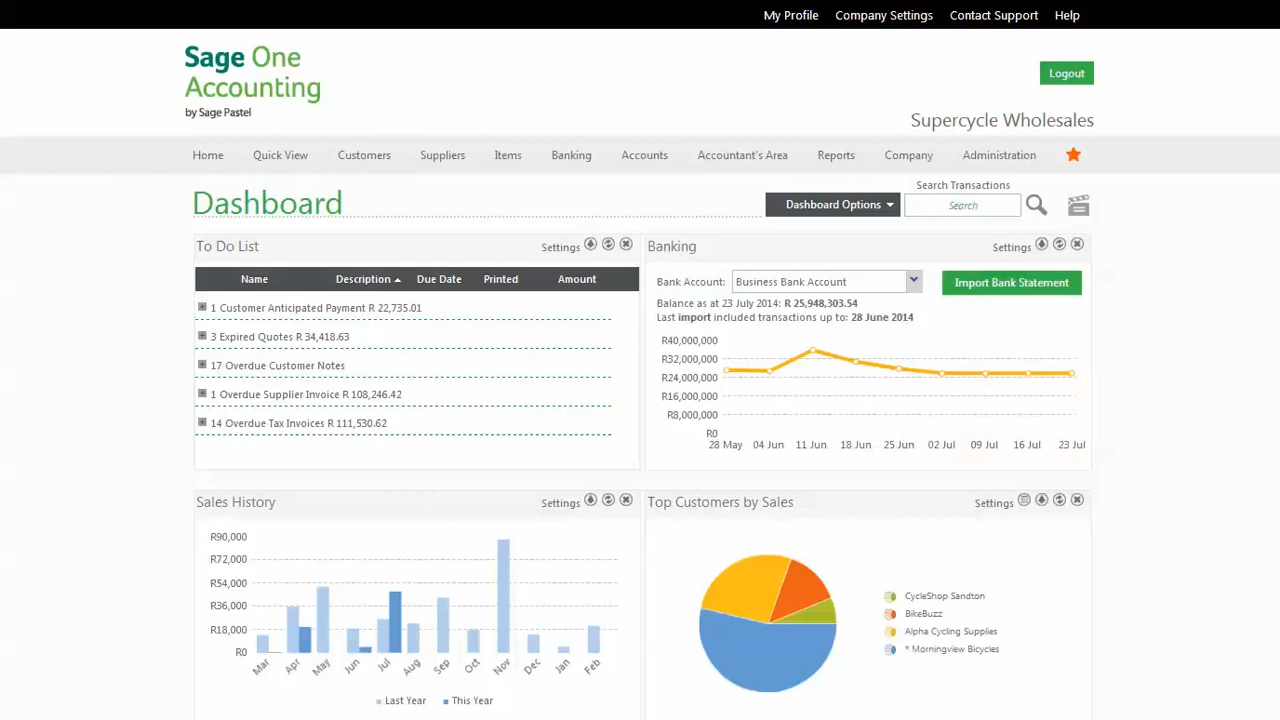 My Profile Company Settings Contact Support Help
Sage One
Accounting
by Sage Pastel
Logout
Supercycle Wholesales
Home Quick View Customers Suppliers Items Banking Accounts Accountant's Area Reports Company Administration
Dashboard
Dashboard Options
Search Transactions
Search
To Do List Settings
Name Description Due Date Printed Amount
1 Customer Anticipated Payment R 22,735.01
3 Expired Quotes R 34,418.63
17 Overdue Customer Notes
1 Overdue Supplier Invoice R 108,246.42
14 Overdue Tax Invoices R 111,530.62
Banking Settings
Bank Account: Business Bank Account Import Bank Statement
Balance as at 23 July 2014: R 25,948,303.54
Last import included transactions up to: 28 June 2014
R40,000,000
R32,000,000
R24,000,000
R16,000,000
R8,000,000
R0
28 May 04 Jun 11 Jun 18 Jun 25 Jun 02 Jul 09 Jul 16 Jul 23 Jul
Sales History Settings
R90,000
R72,000
R54,000
R36,000
R18,000
R0
Mar Apr May Jun Jul Aug Sep Oct Nov Dec Jan Feb
Last Year This Year
Top Customers by Sales Settings
CycleShop Sandton
BikeBuzz
Alpha Cycling Supplies
* Morningview Bicycles